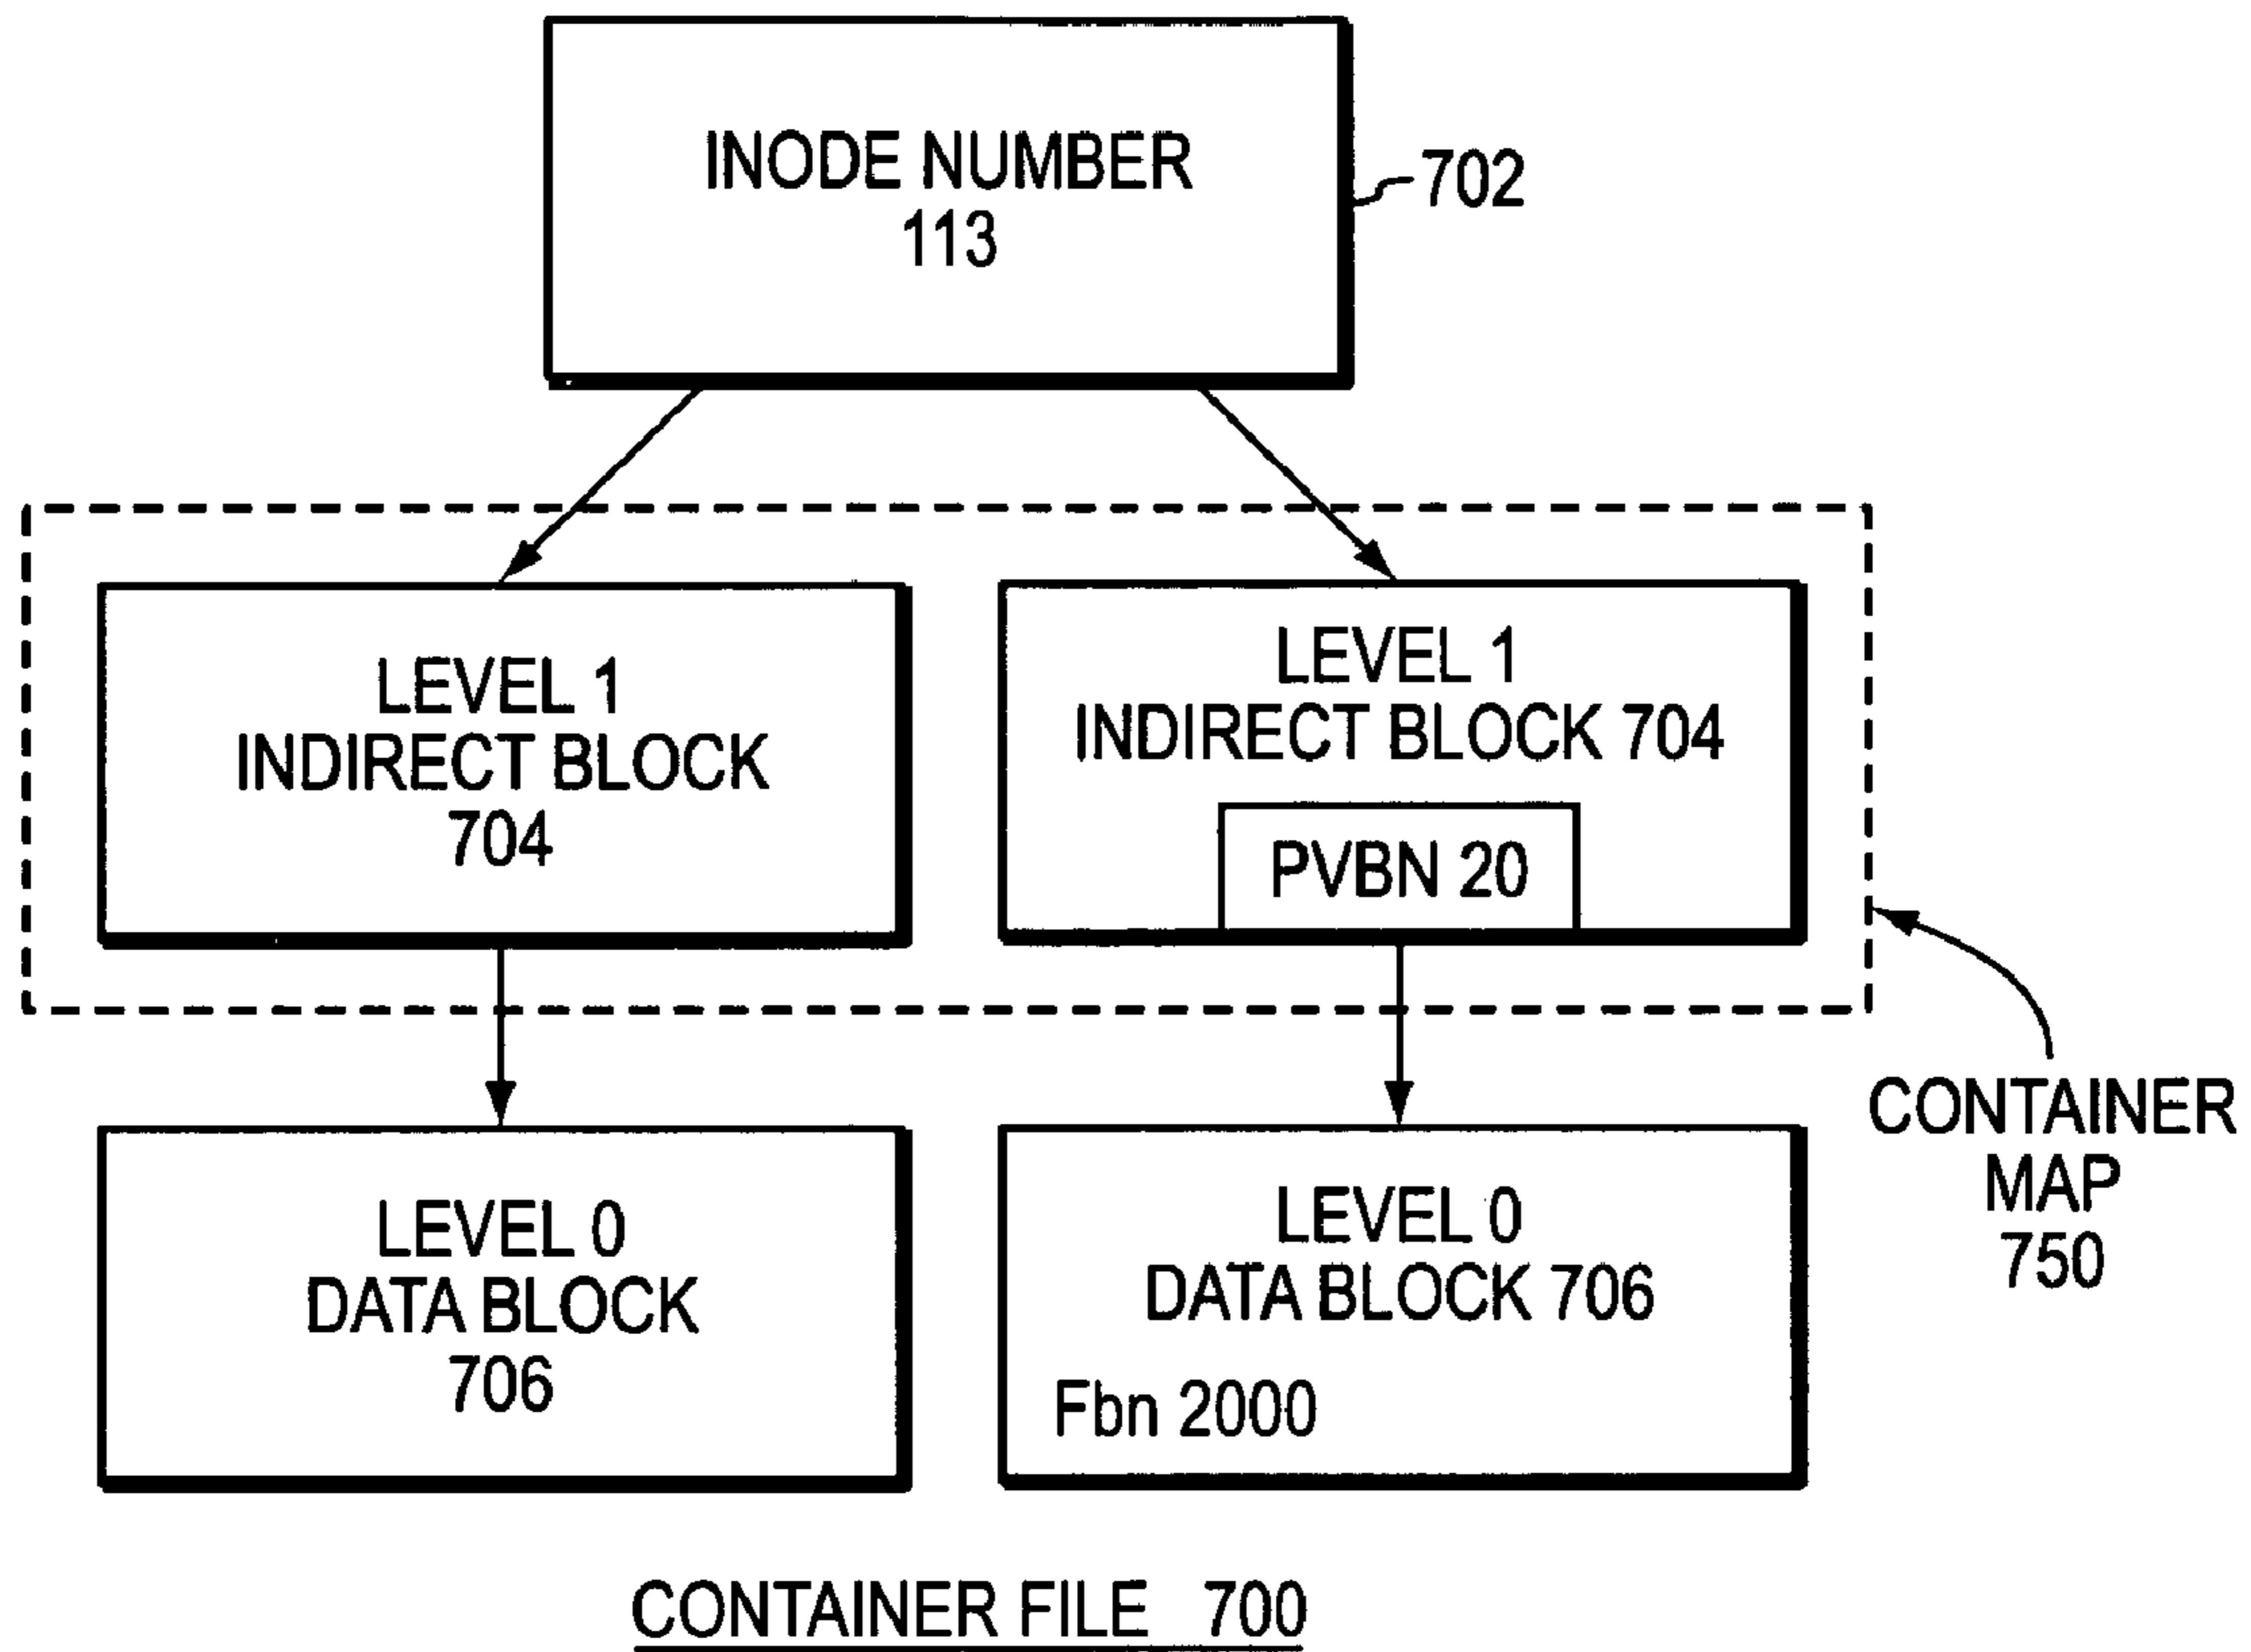 INODE NUMBER
113
702
LEVEL 1
INDIRECT BLOCK
704
LEVEL 1
INDIRECT BLOCK 704
PVBN 20
CONTAINER
MAP
750
LEVEL 0
DATA BLOCK
706
LEVEL 0
DATA BLOCK 706
Fbn 2000
CONTAINER FILE 700